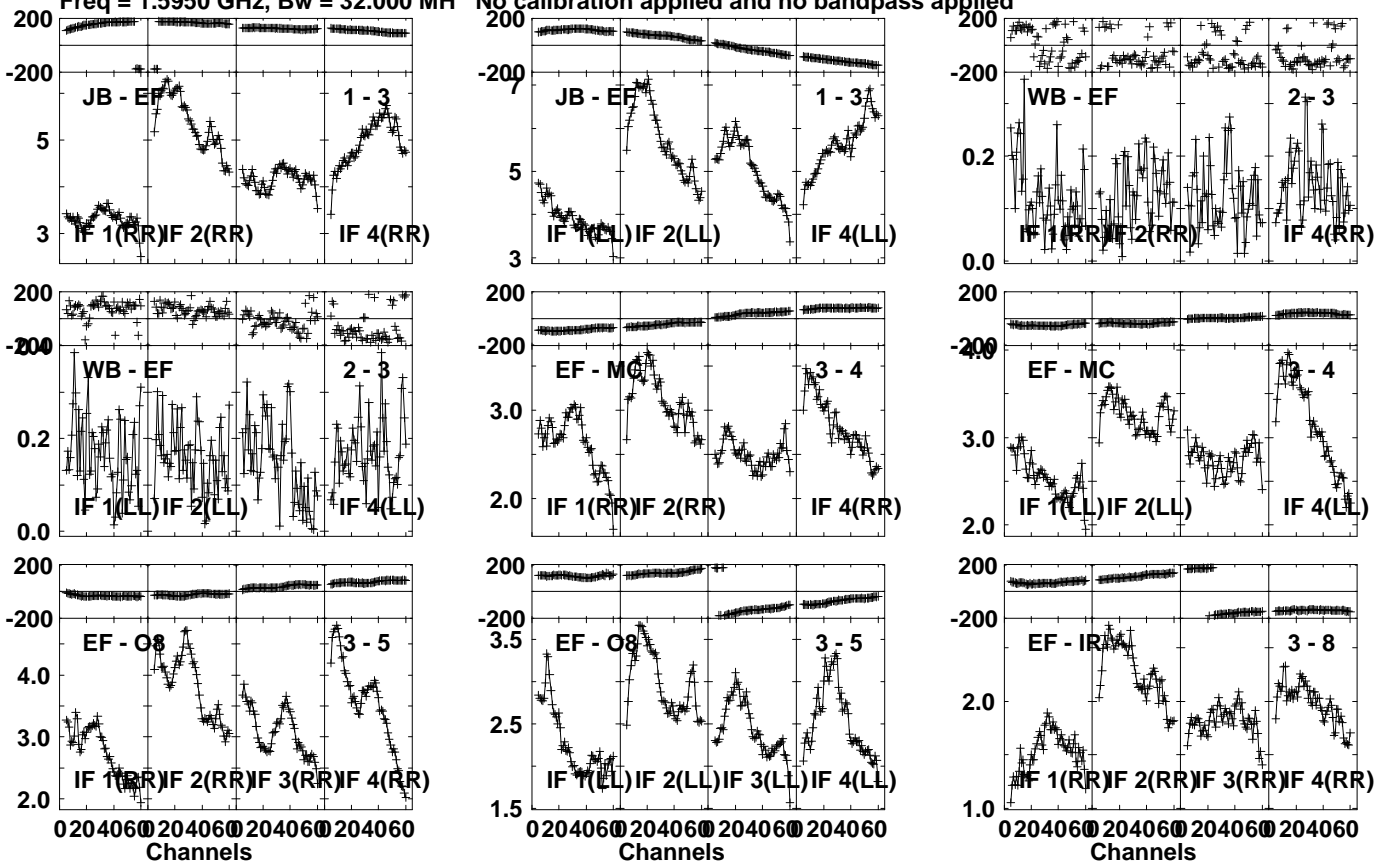 Freq = 1.5950 GHz, Bw = 32.000 MH No calibration applied and no bandpass applied
200
-200
JB - EF 1 - 3
5
3
IF 1(RR) IF 2(RR) IF 4(RR)
200
-200
7
JB - EF 1 - 3
5
3
IF 1(LL) IF 2(LL) IF 4(LL)
200
-200
WB - EF 2 - 3
0.2
0.0
IF 1(RR) IF 2(RR) IF 4(RR)
200
-200
0.4
WB - EF 2 - 3
0.2
0.0
IF 1(LL) IF 2(LL) IF 4(LL)
200
-200
EF - MC 3 - 4
3.0
2.0
IF 1(RR) IF 2(RR) IF 4(RR)
200
-200
4.0
EF - MC 3 - 4
3.0
2.0
IF 1(LL) IF 2(LL) IF 4(LL)
200
-200
EF - O8 3 - 5
4.0
3.0
2.0
IF 1(RR) IF 2(RR) IF 3(RR) IF 4(RR)
0 20 40 60 0 20 40 60 0 20 40 60 0 20 40 60
Channels
200
-200
3.5
EF - O8 3 - 5
2.5
1.5
IF 1(LL) IF 2(LL) IF 3(LL) IF 4(LL)
0 20 40 60 0 20 40 60 0 20 40 60 0 20 40 60
Channels
200
-200
EF - IR 3 - 8
2.0
1.0
IF 1(RR) IF 2(RR) IF 3(RR) IF 4(RR)
0 20 40 60 0 20 40 60 0 20 40 60 0 20 40 60
Channels